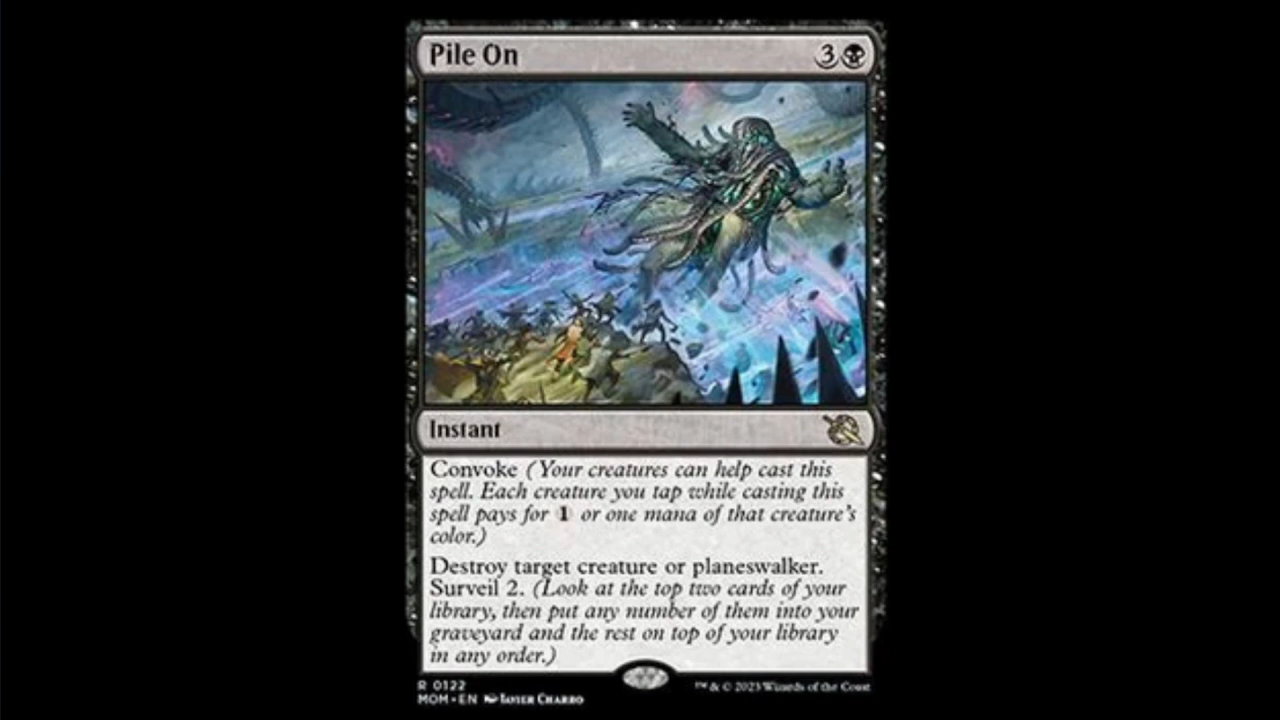 Pile On 3
Instant
Convoke (Your creatures can help cast this
spell. Each creature you tap while casting this
spell pays for 1 or one mana of that creature's
color.)
Destroy target creature or planeswalker.
Surveil 2. (Look at the top two cards of your
library, then put any number of them into your
graveyard and the rest on top of your library
in any order.)
R 0122
MOM • EN Javier Charro
™ & © 2023 Wizards of the Coast